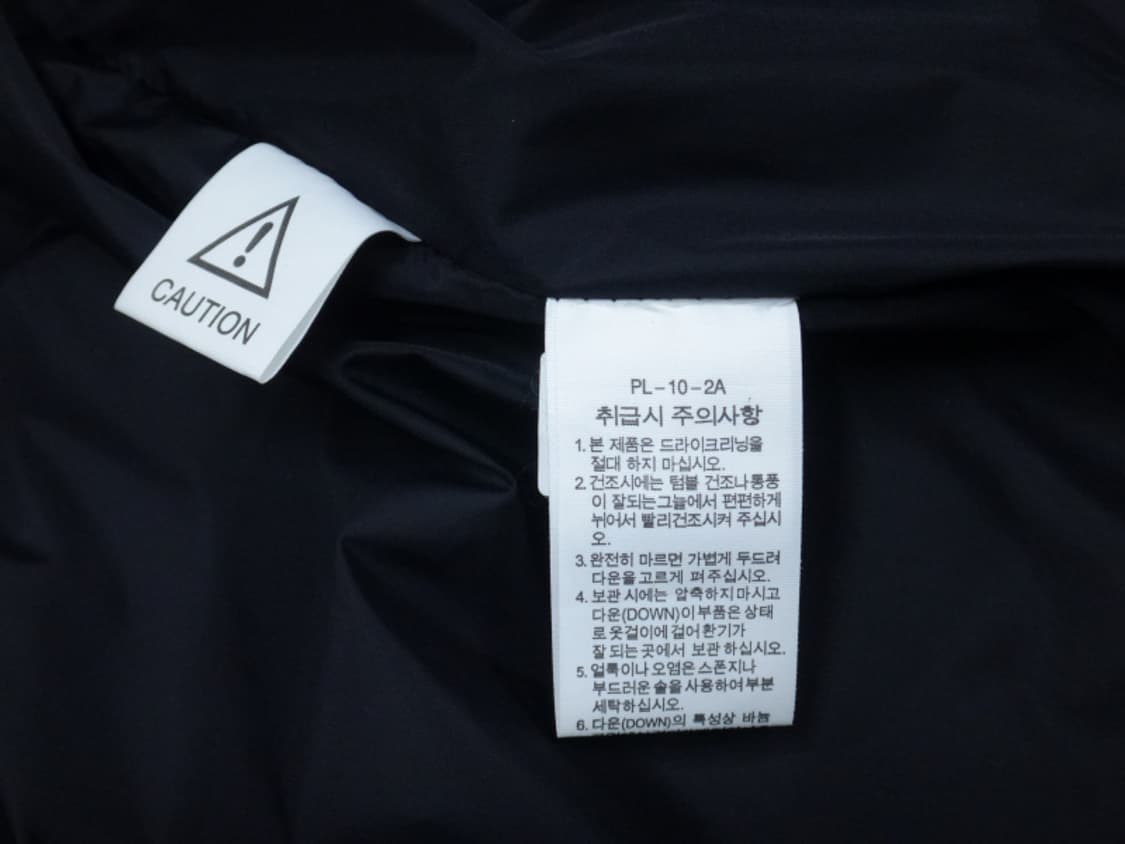 CAUTION
PL-10-2A
취급시 주의사항
1. 본 제품은 드라이크리닝을
절대 하지 마십시오.
2. 건조시에는 텀블 건조나 통풍
이 잘되는 그늘에서 편편하게
뉘어서 빨리건조시켜 주십시
오.
3. 완전히 마르면 가볍게 두드려
다운을 고르게 펴주십시오.
4. 보관 시에는 압축하지 마시고
다운(DOWN)이 부품은 상태
로 옷걸이에 걸어 환기가
잘 되는 곳에서 보관 하십시오.
5. 얼룩이나 오염은 스폰지나
부드러운 솔을 사용하여 부분
세탁하십시오.
6. 다운(DOWN)의 특성상 바늘